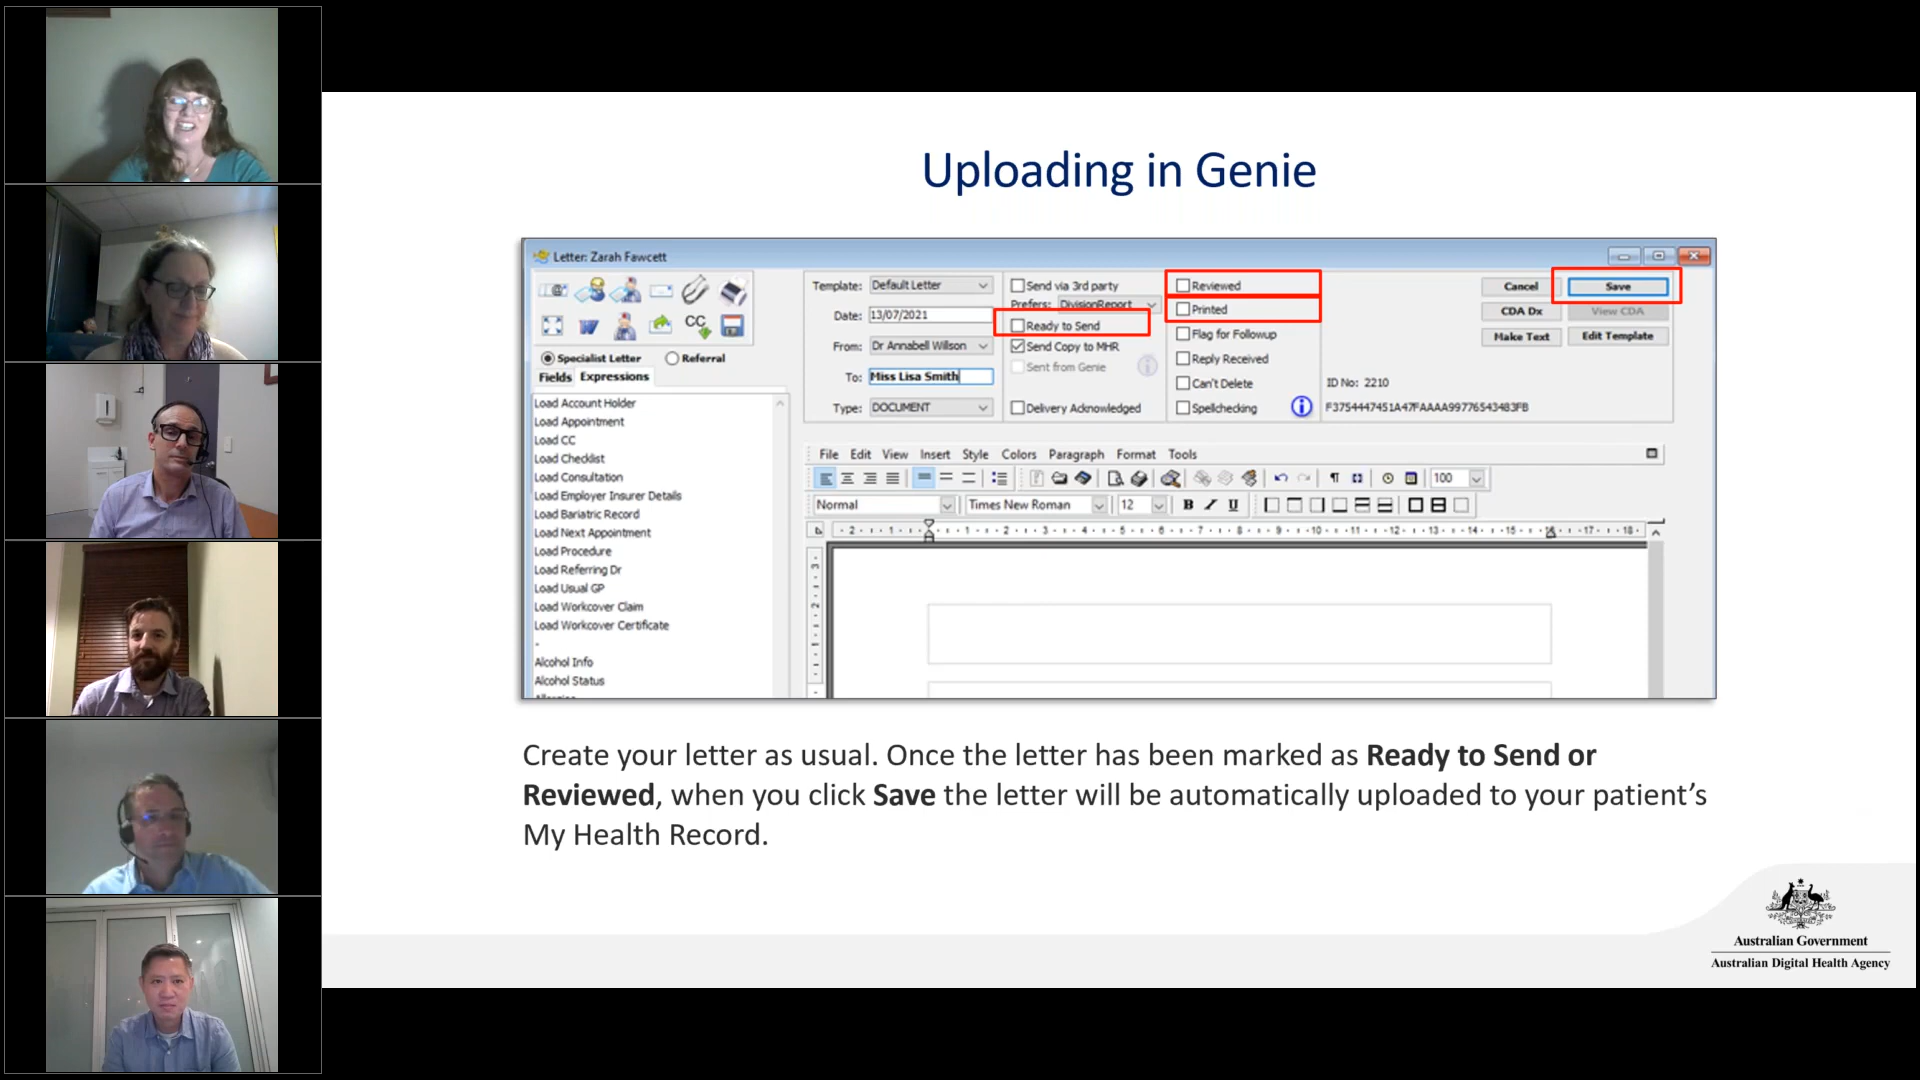 Uploading in Genie
Letter: Zarah Fawcett
Specialist Letter Referral
Fields Expressions
Load Account Holder
Load Appointment
Load CC
Load Checklist
Load Consultation
Load Employer Insurer Details
Load Bariatric Record
Load Next Appointment
Load Procedure
Load Referring Dr
Load Usual GP
Load Workcover Claim
Load Workcover Certificate
-
Alcohol Info
Alcohol Status
Template: Default Letter
Date: 13/07/2021
From: Dr Annabell Willson
To: Miss Lisa Smith
Type: DOCUMENT
Send via 3rd party
Prefers: DivisionReport
Ready to Send
Send Copy to MHR
Sent from Genie
Delivery Acknowledged
Reviewed
Printed
Flag for Followup
Reply Received
Can't Delete
Spellchecking
ID No: 2210
Cancel Save
CDA Dx View CDA
Make Text Edit Template
File Edit View Insert Style Colors Paragraph Format Tools
100
Normal Times New Roman 12 B I U
Create your letter as usual. Once the letter has been marked as Ready to Send or
Reviewed, when you click Save the letter will be automatically uploaded to your patient's
My Health Record.
Australian Government
Australian Digital Health Agency